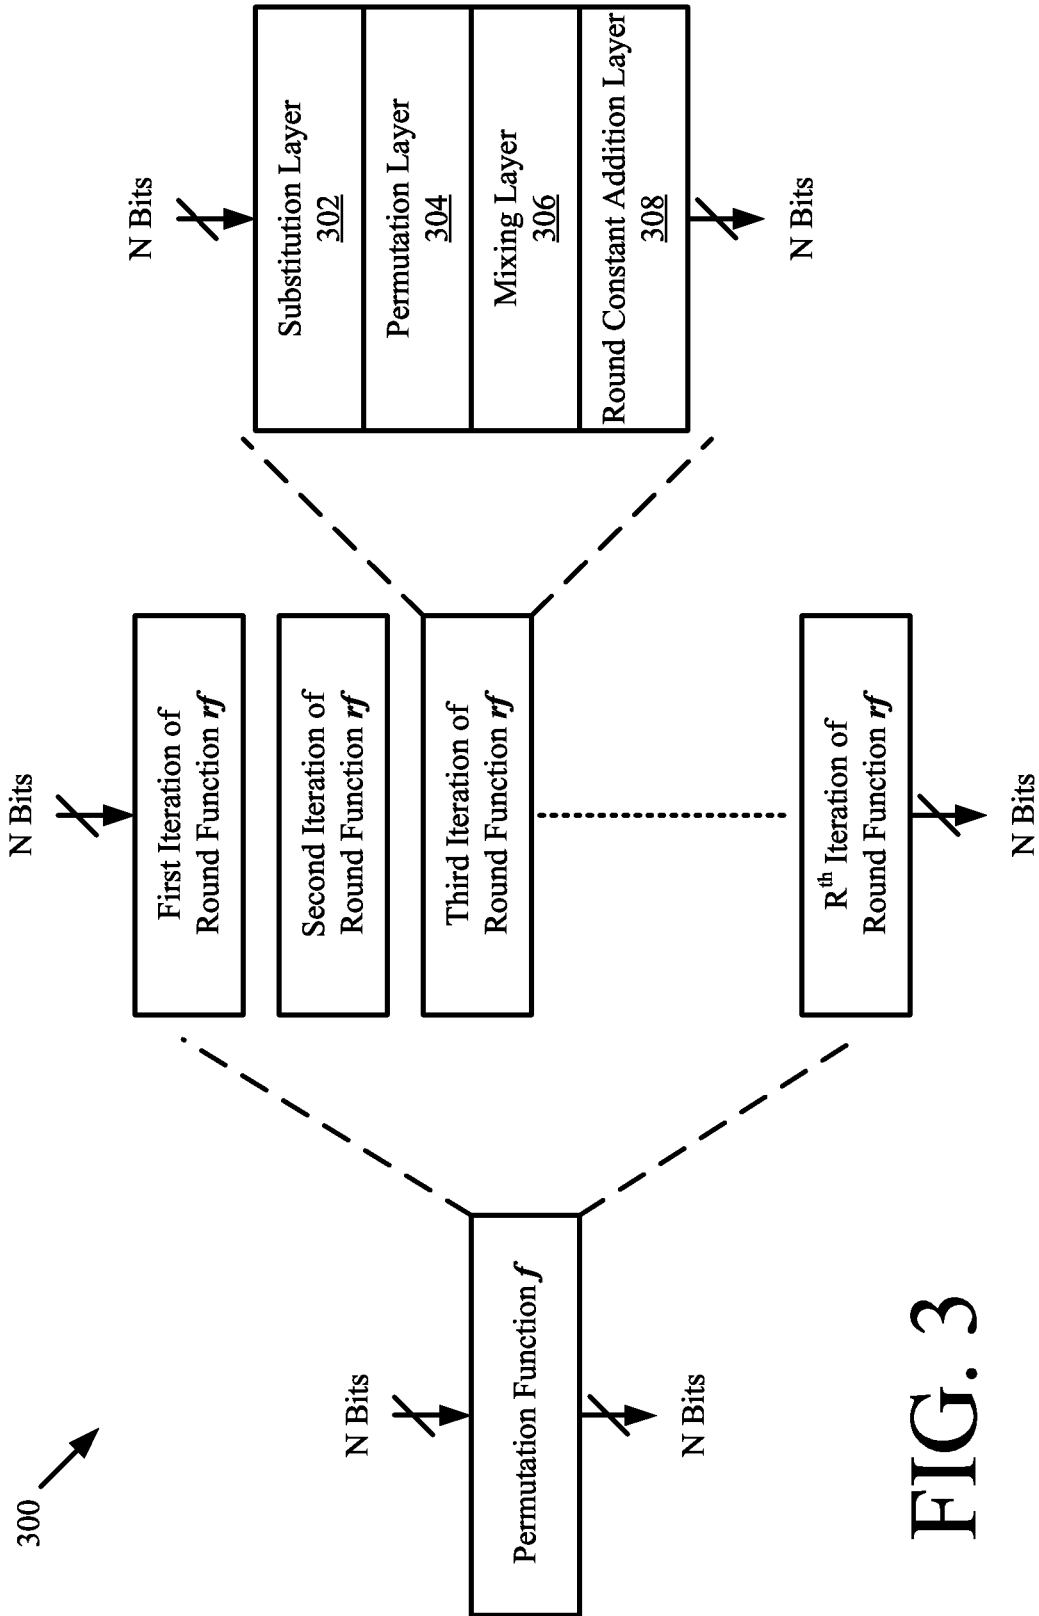 300
N Bits
Permutation Function f
N Bits
N Bits
First Iteration of
Round Function rf
Second Iteration of
Round Function rf
Third Iteration of
Round Function rf
Rth Iteration of
Round Function rf
N Bits
N Bits
Substitution Layer
302
Permutation Layer
304
Mixing Layer
306
Round Constant Addition Layer
308
N Bits
FIG. 3